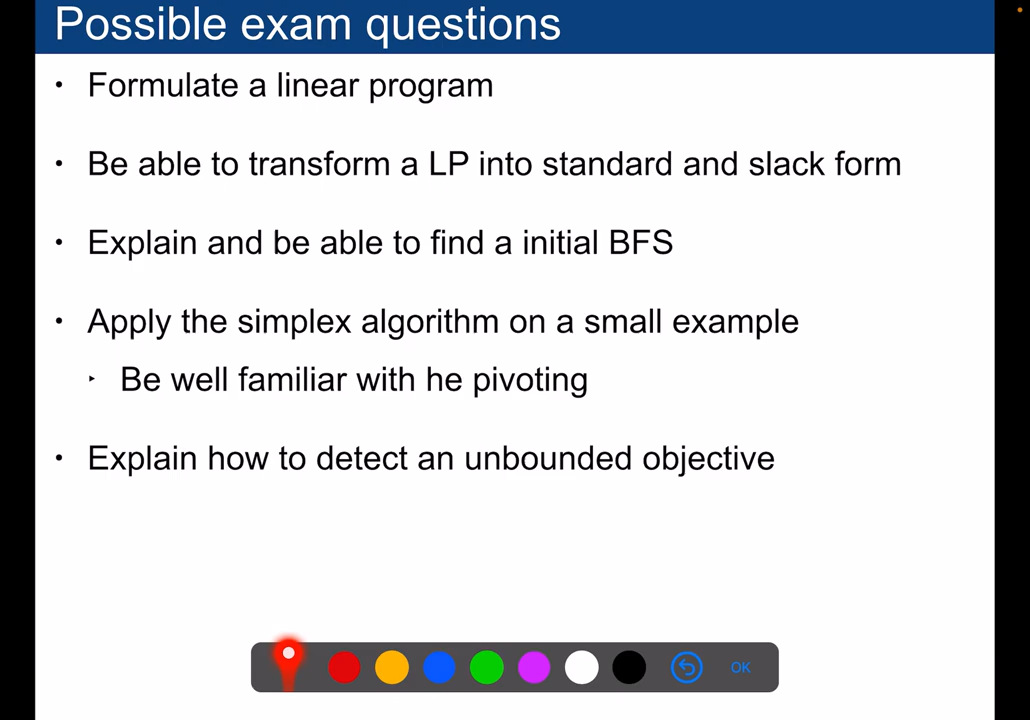 Possible exam questions
• Formulate a linear program
• Be able to transform a LP into standard and slack form
• Explain and be able to find a initial BFS
• Apply the simplex algorithm on a small example
‣ Be well familiar with he pivoting
• Explain how to detect an unbounded objective
OK